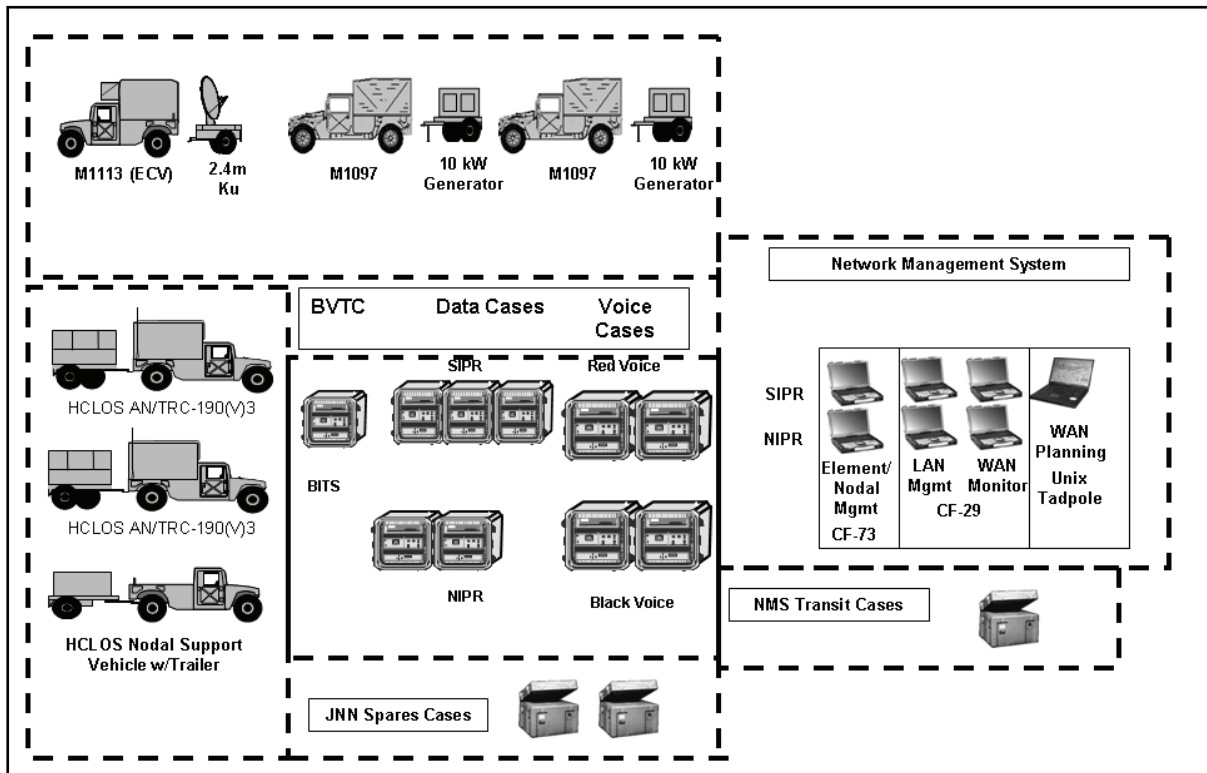 M1113 (ECV)
2.4m
Ku
M1097
10 kW
Generator
M1097
10 kW
Generator
Network Management System
BVTC
Data Cases
Voice
Cases
SIPR
Red Voice
HCLOS AN/TRC-190(V)3
BITS
HCLOS AN/TRC-190(V)3
NIPR
Black Voice
HCLOS Nodal Support
Vehicle w/Trailer
SIPR
NIPR
Element/
Nodal
Mgmt
CF-73
LAN
Mgmt
WAN
Monitor
CF-29
WAN
Planning
Unix
Tadpole
NMS Transit Cases
JNN Spares Cases